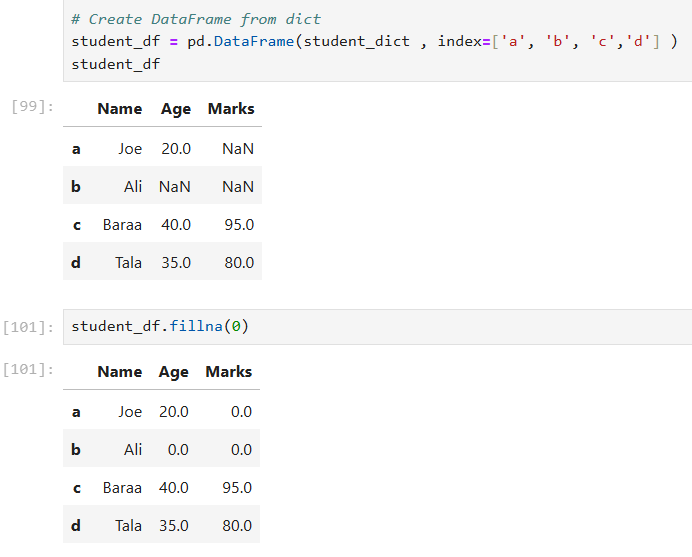 # Create DataFrame from dict
student_df = pd.DataFrame(student_dict , index=['a', 'b', 'c','d'] )
student_df
[99]:
Name Age Marks
a Joe 20.0 NaN
b Ali NaN NaN
c Baraa 40.0 95.0
d Tala 35.0 80.0
[101]: student_df.fillna(0)
[101]:
Name Age Marks
a Joe 20.0 0.0
b Ali 0.0 0.0
c Baraa 40.0 95.0
d Tala 35.0 80.0